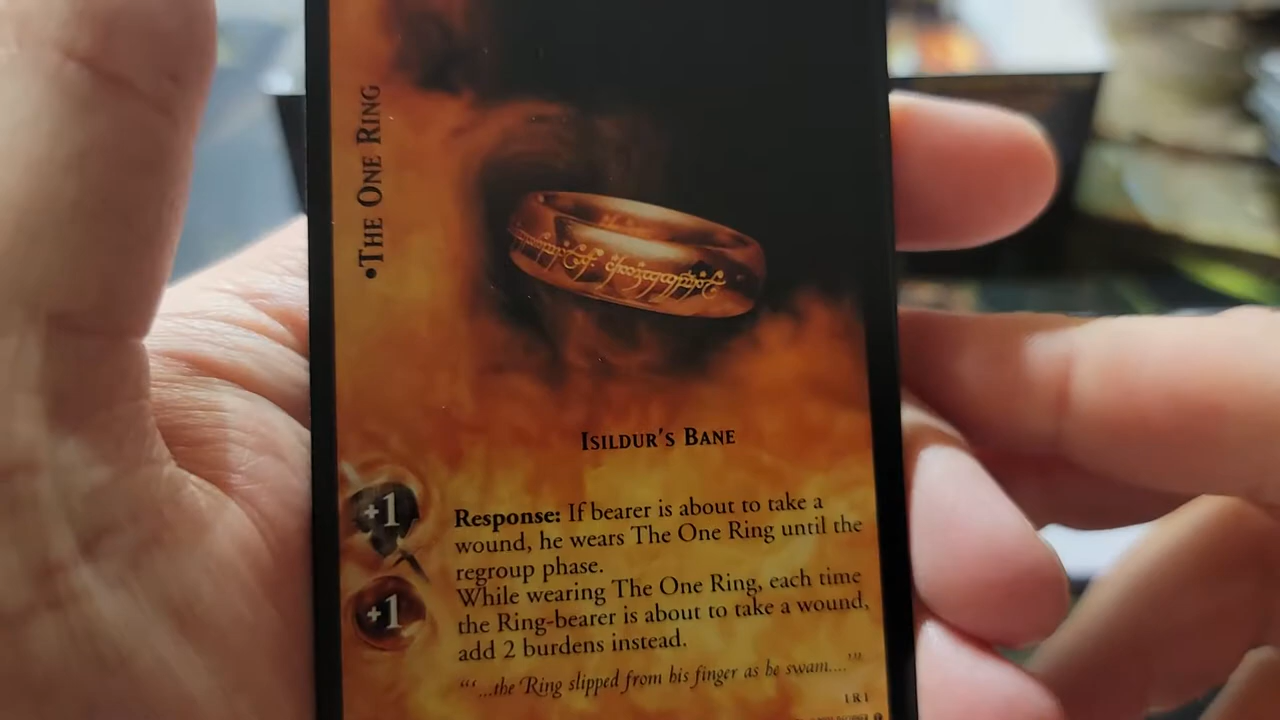 •The One Ring
Isildur's Bane
+1
+1
Response: If bearer is about to take a
wound, he wears The One Ring until the
regroup phase.
While wearing The One Ring, each time
the Ring-bearer is about to take a wound,
add 2 burdens instead.
“‘...the Ring slipped from his finger as he swam....’”
1 R 1